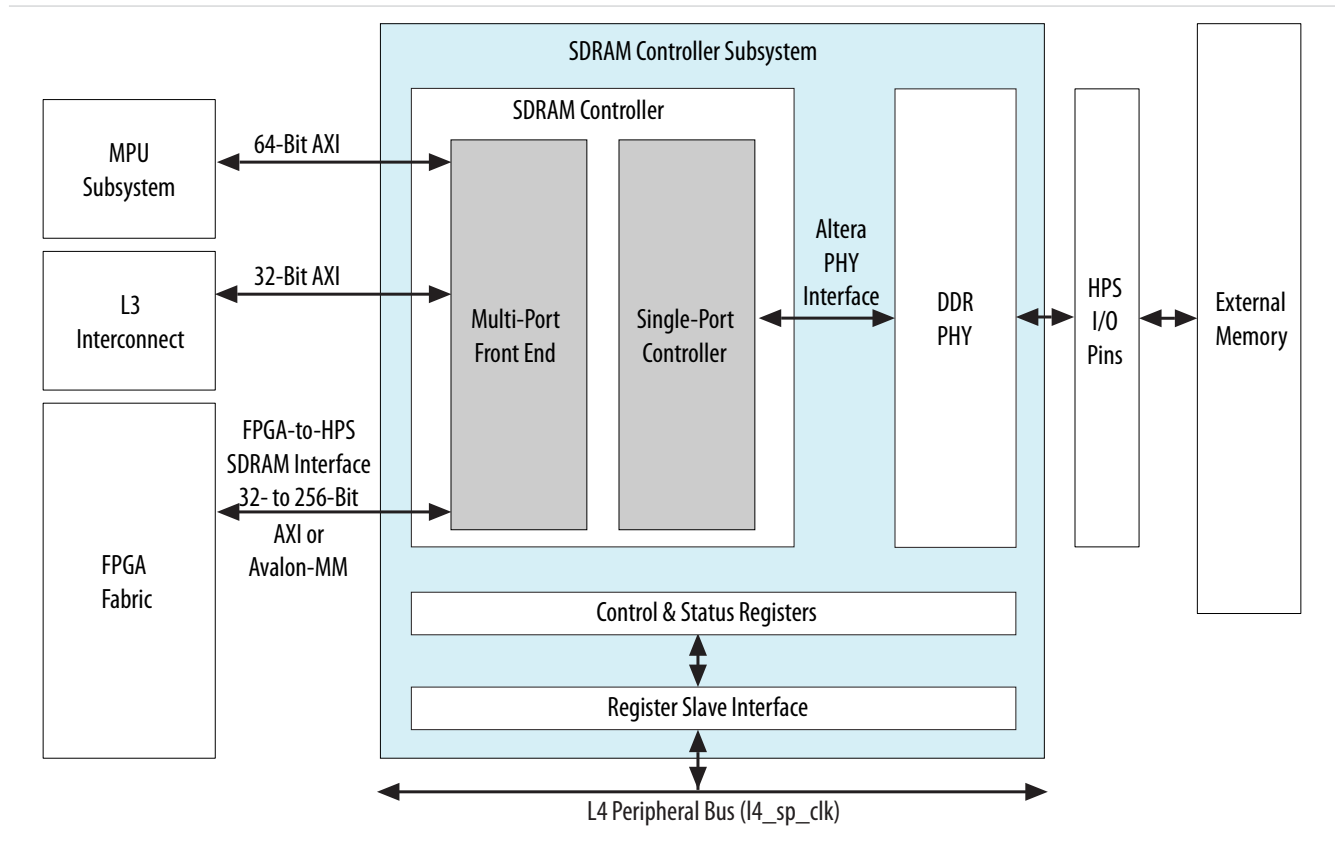 SDRAM Controller Subsystem
SDRAM Controller
MPU
Subsystem
64-Bit AXI
L3
Interconnect
32-Bit AXI
Multi-Port
Front End
Single-Port
Controller
Altera
PHY
Interface
DDR
PHY
HPS
I/O
Pins
External
Memory
FPGA
Fabric
FPGA-to-HPS
SDRAM Interface
32- to 256-Bit
AXI or
Avalon-MM
Control & Status Registers
Register Slave Interface
L4 Peripheral Bus (l4_sp_clk)